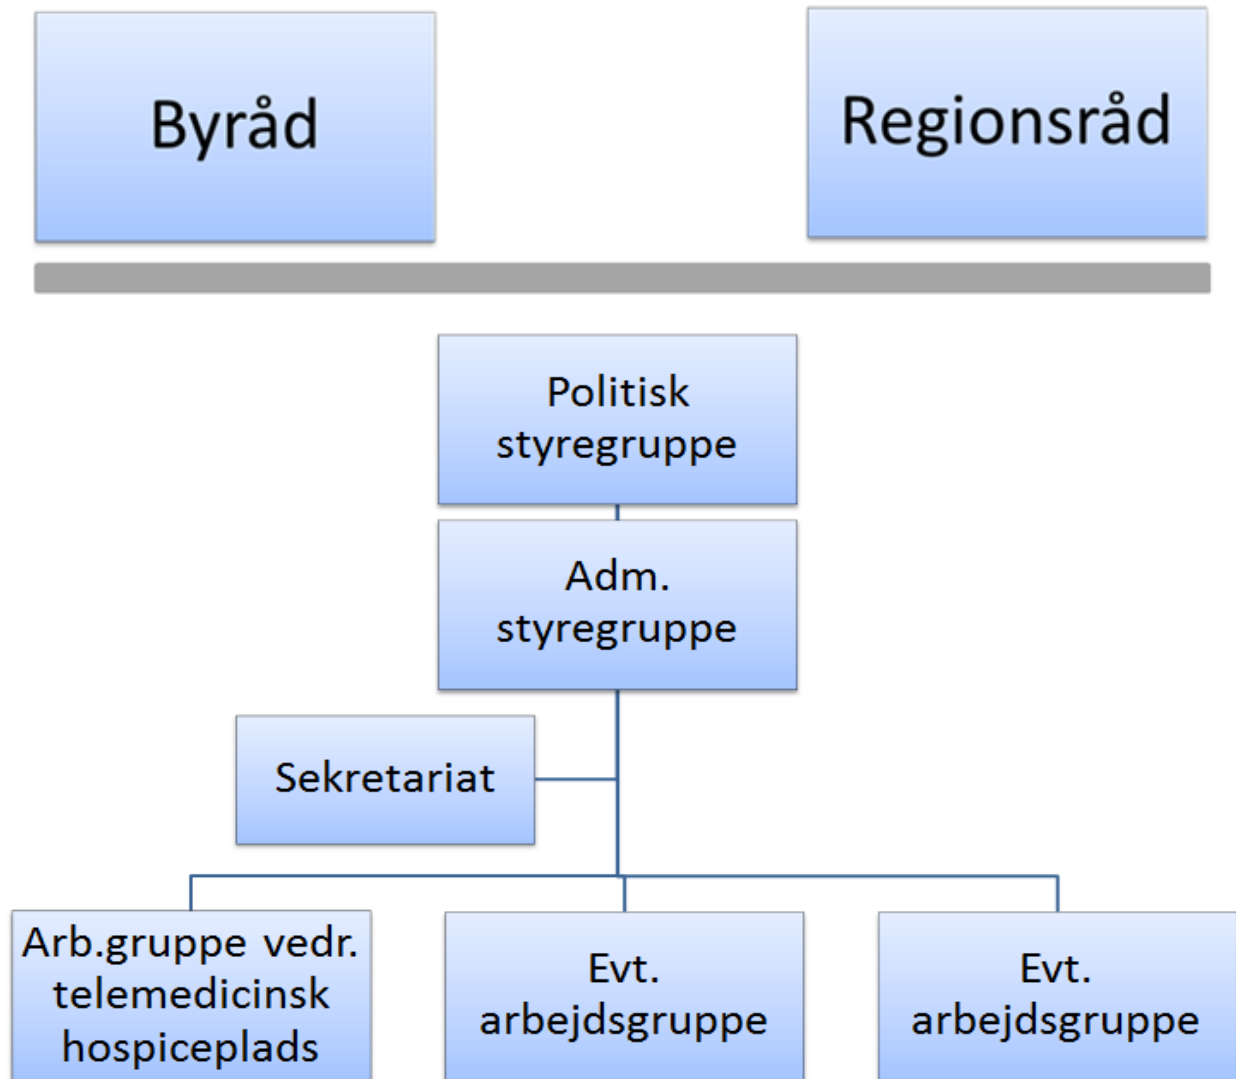 Byråd
Regionsråd
Politisk
styregruppe
Adm.
styregruppe
Sekretariat
Arb.gruppe vedr.
telemedicinsk
hospiceplads
Evt.
arbejdsgruppe
Evt.
arbejdsgruppe